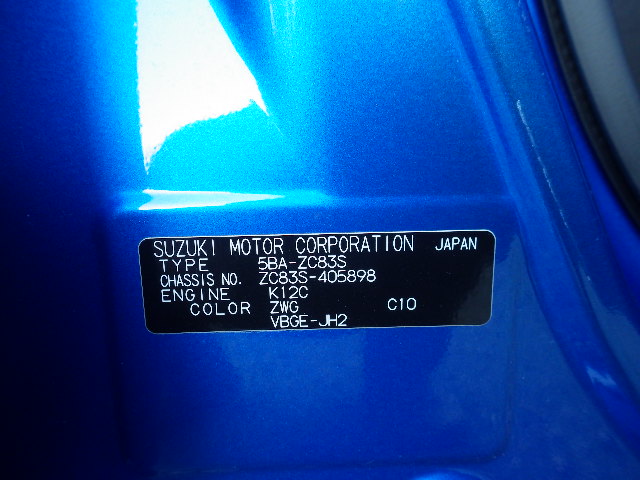 SUZUKI MOTOR CORPORATION JAPAN
TYPE 5BA-ZC83S
CHASSIS NO. ZC83S-405898
ENGINE K12C
COLOR ZWG C10
VBGE-JH2